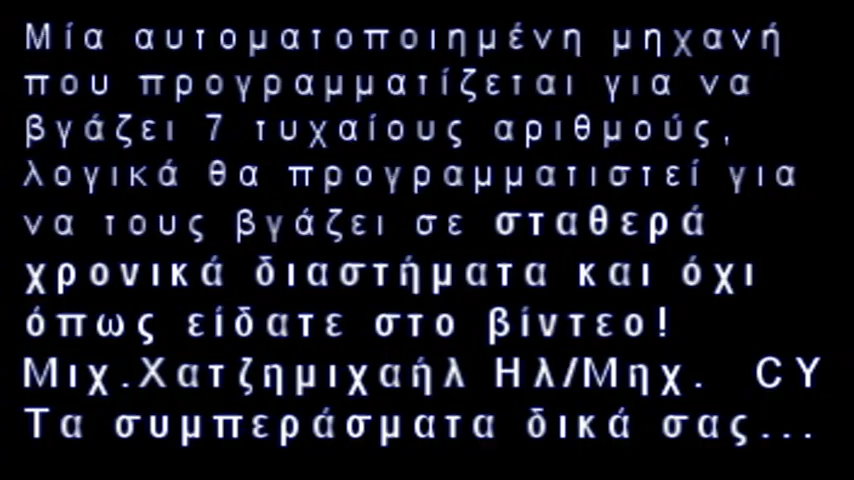 Μία αυτοματοποιημένη μηχανή
που προγραμματίζεται για να
βγάζει 7 τυχαίους αριθμούς,
λογικά θα προγραμματιστεί για
να τους βγάζει σε σταθερά
χρονικά διαστήματα και όχι
όπως είδατε στο βίντεο!
Μιχ.Χατζημιχαήλ Ηλ/Μηχ. CY
Τα συμπεράσματα δικά σας...